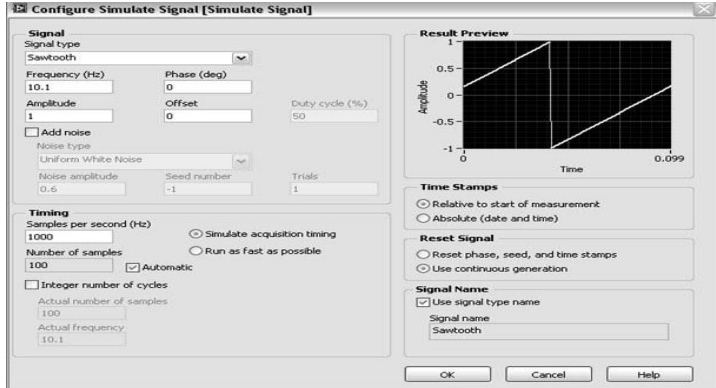 Configure Simulate Signal [Simulate Signal]
Signal
Signal type
Sawtooth
Frequency (Hz) Phase (deg)
10.1 0
Amplitude Offset Duty cycle (%)
1 0 50
Add noise
Noise type
Uniform White Noise
Noise amplitude Seed number Trials
0.6 -1 1
Timing
Samples per second (Hz)
1000
Simulate acquisition timing
Run as fast as possible
Number of samples
100 Automatic
Integer number of cycles
Actual number of samples
100
Actual frequency
10.1
Result Preview
Amplitude
1
0.5
0
-0.5
-1
0 0.099
Time
Time Stamps
Relative to start of measurement
Absolute (date and time)
Reset Signal
Reset phase, seed, and time stamps
Use continuous generation
Signal Name
Use signal type name
Signal name
Sawtooth
OK Cancel Help